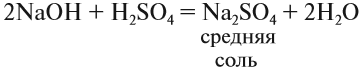 2NaOH + H₂SO₄ = Na₂SO₄ + 2H₂O
средняя
соль